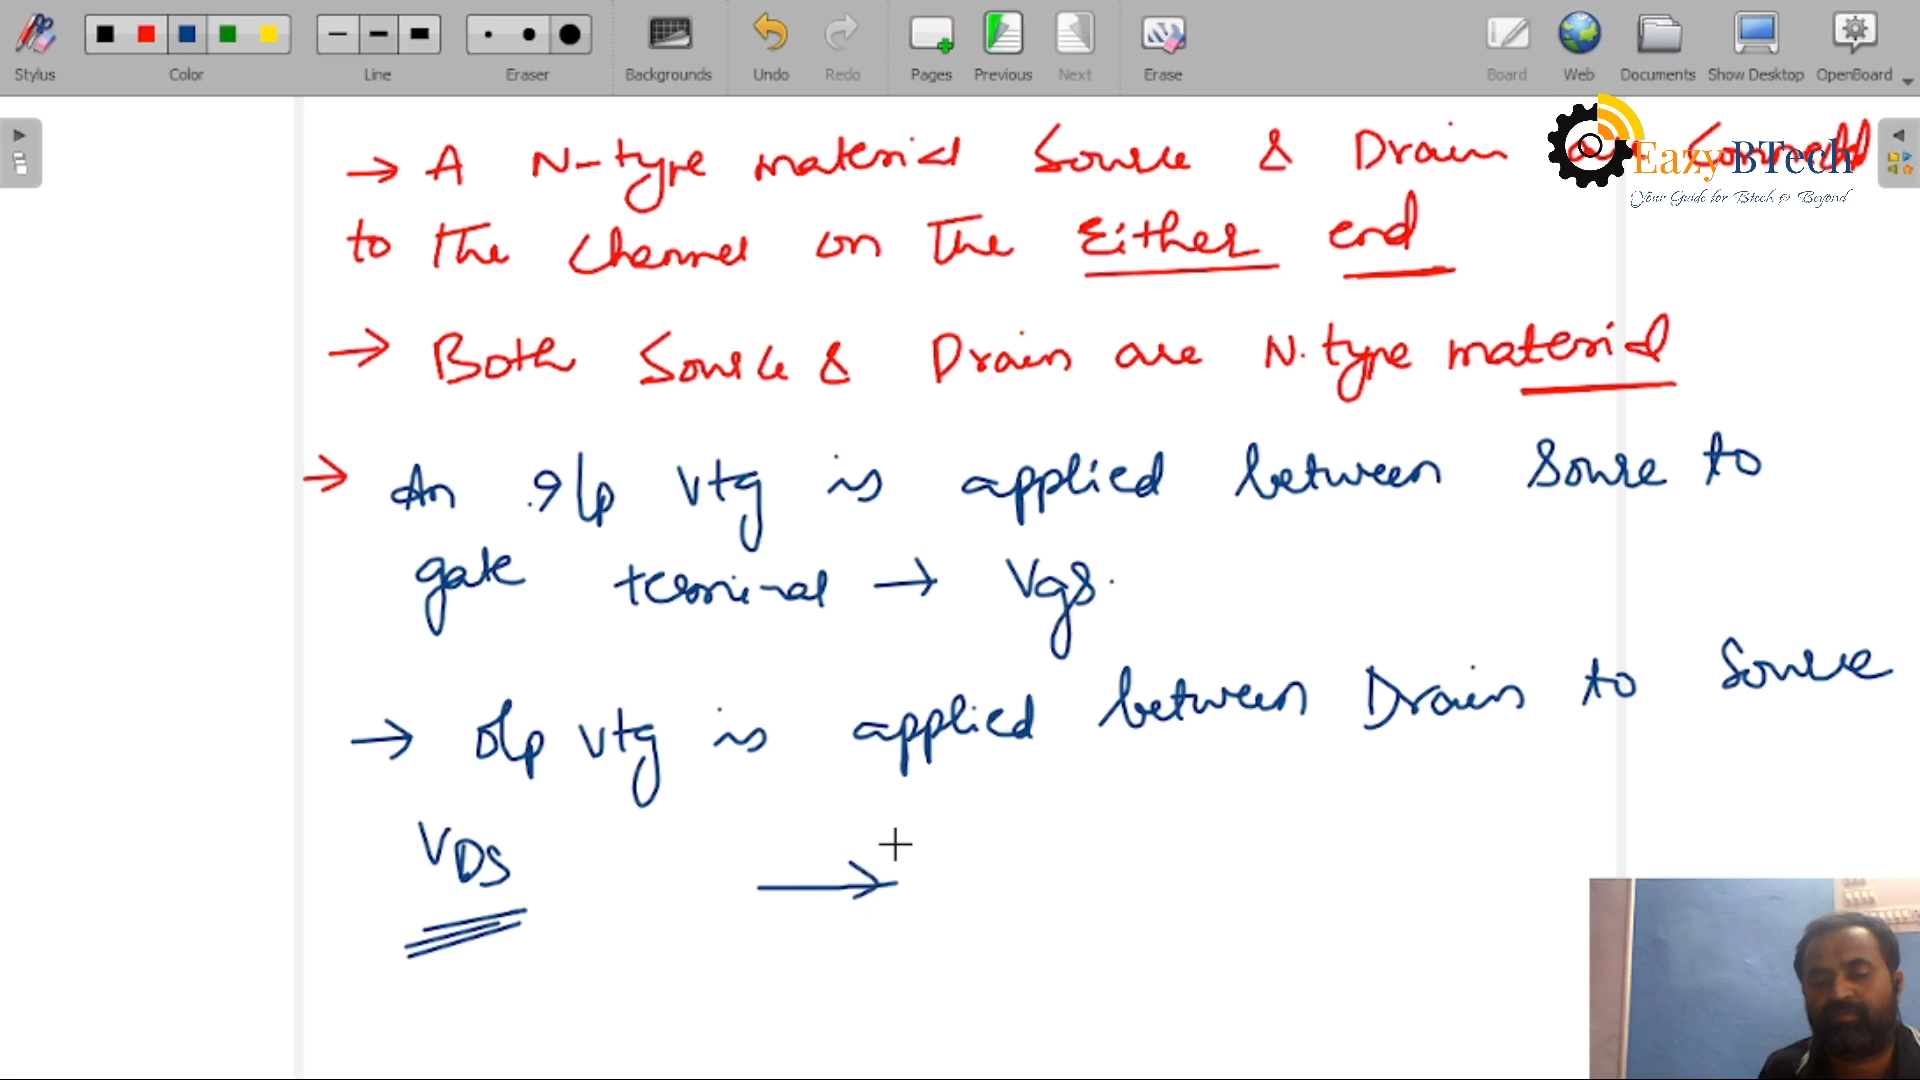 Stylus Color Line Eraser Backgrounds Undo Redo Pages Previous Next Erase Board Web Documents Show Desktop OpenBoard
→ A N-type material Source & Drain are
Eazy BTech
Your Guide for Btech & Beyond
to the channel on the Either end
→ Both Source & Drain are N.type material
→ An I/p Vtg is applied between Source to
gate terminal → Vgs.
→ o/p Vtg is applied between Drain to Source
VDS
→